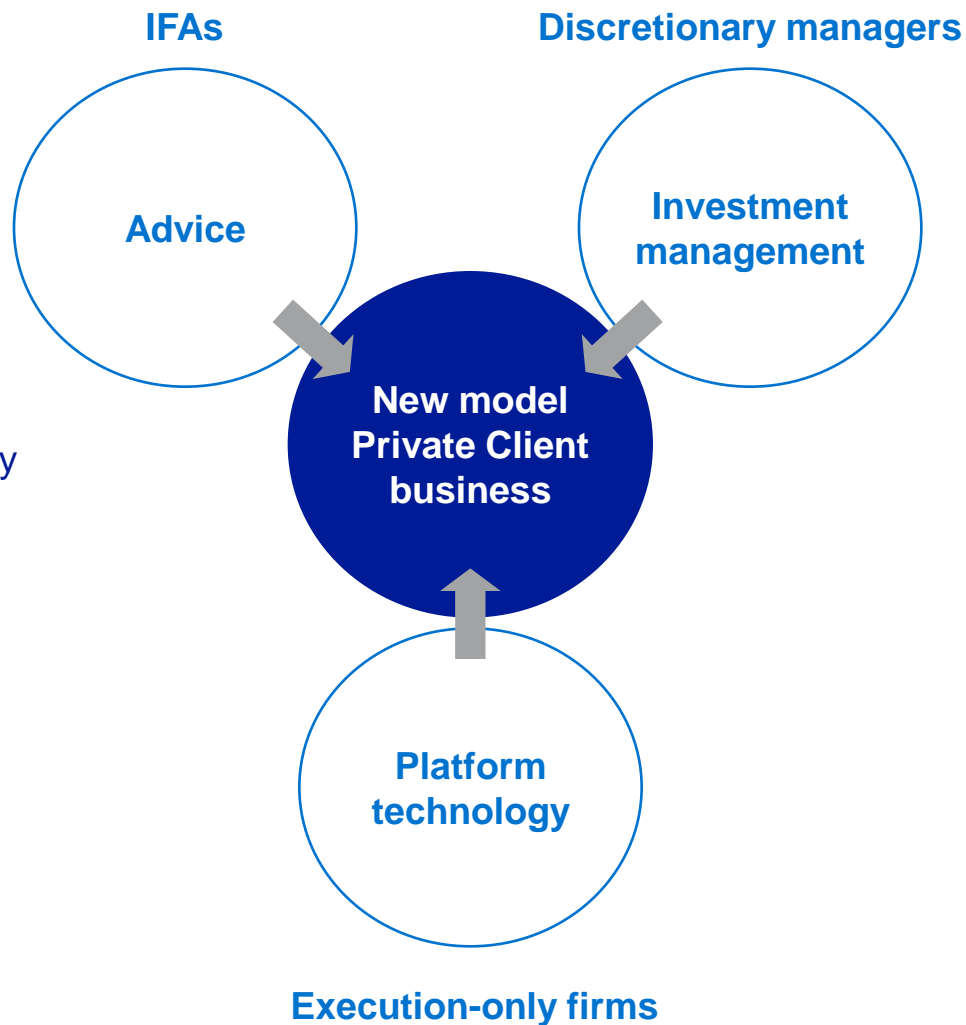 IFAs
Discretionary managers
Advice
Investment
management
New model
Private Client
business
y
Platform
technology
Execution-only firms